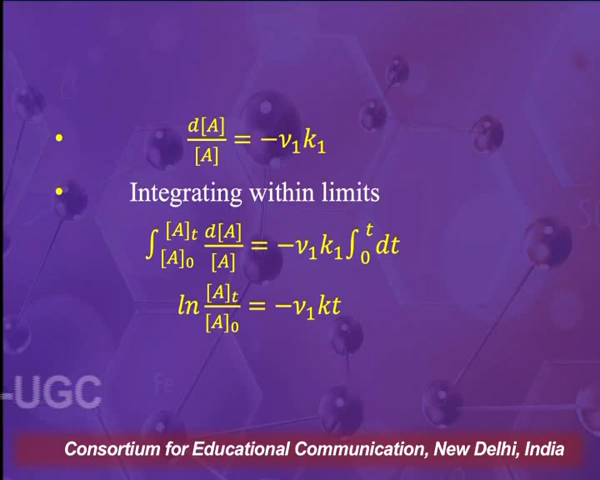 • d[A]/[A] = −ν₁k₁
• Integrating within limits
∫_{[A]₀}^{[A]t} d[A]/[A] = −ν₁k₁∫₀ᵗ dt
ln [A]t/[A]₀ = −ν₁kt
-UGC
Consortium for Educational Communication, New Delhi, India